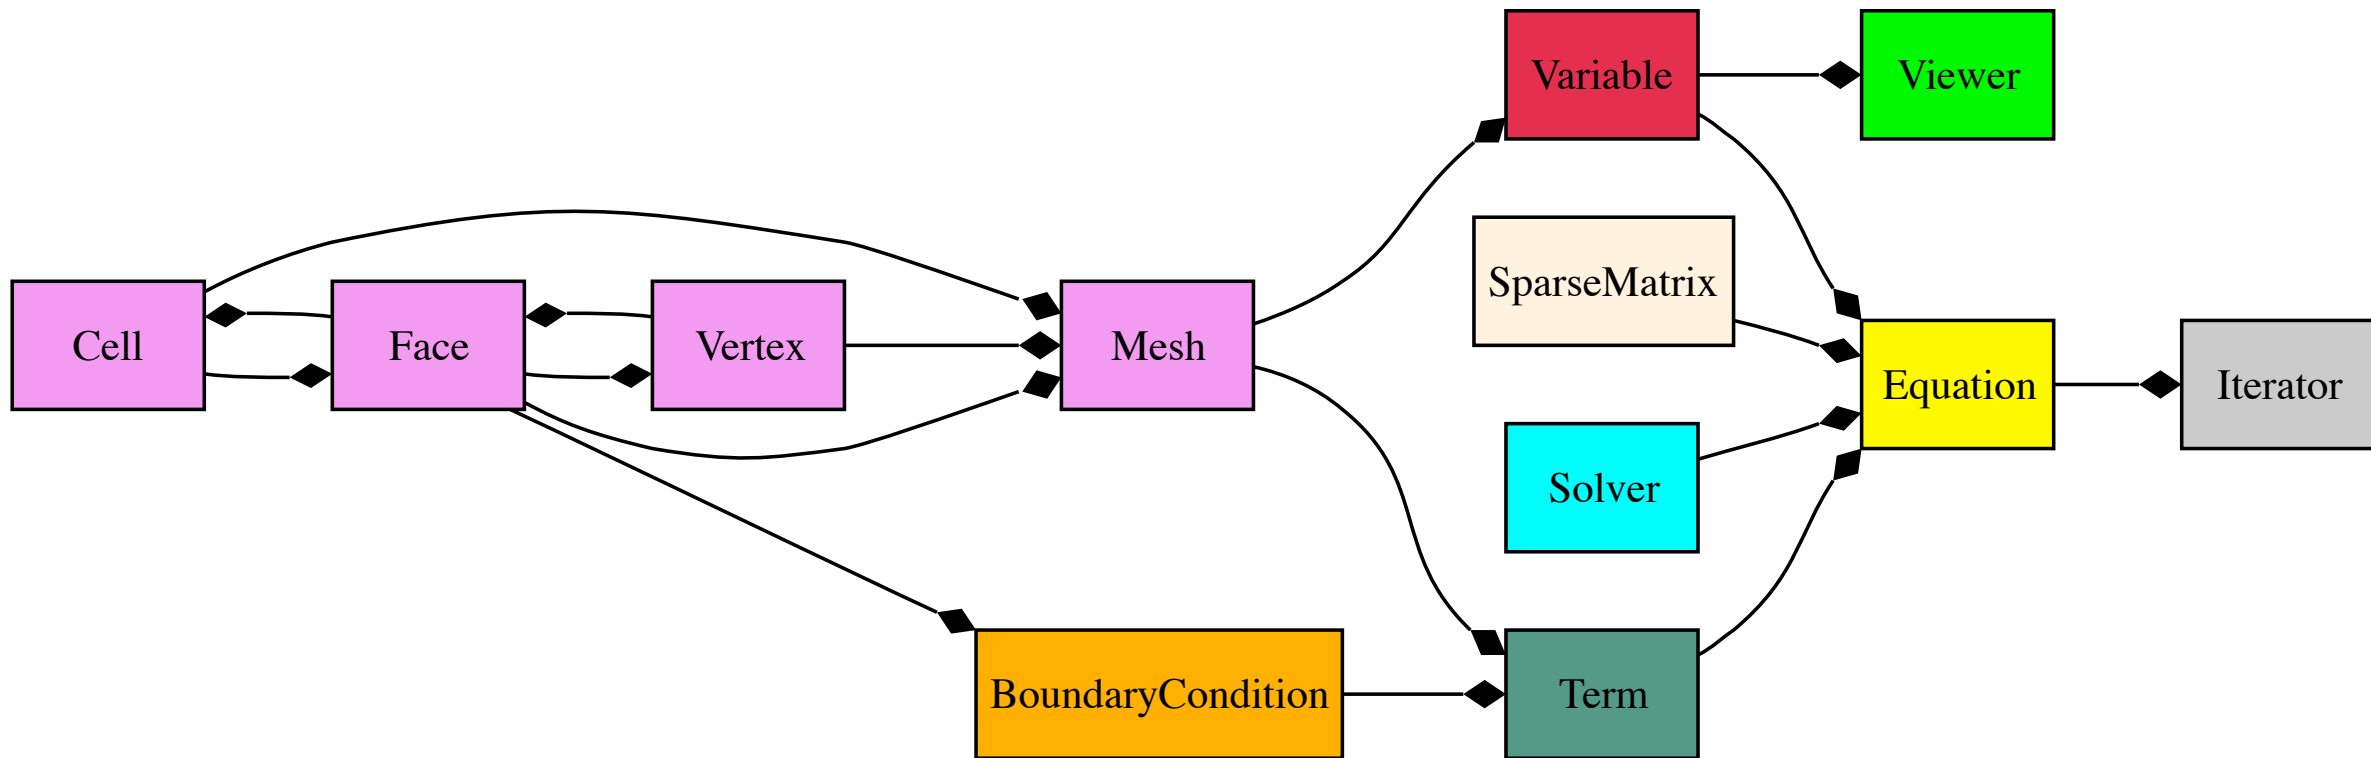 Variable
Viewer
SparseMatrix
Cell
Face
Vertex
Mesh
Equation
Iterator
Solver
BoundaryCondition
Term